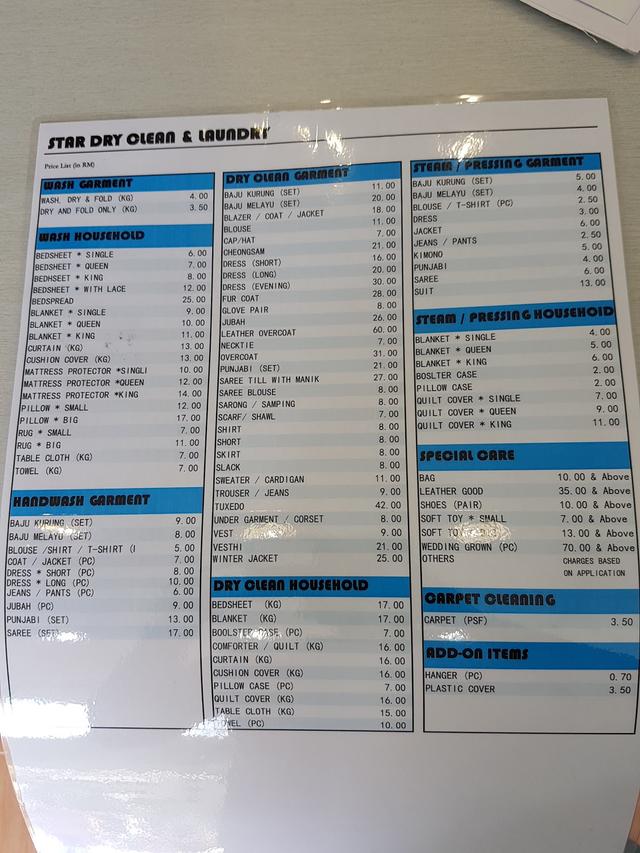 STAR DRY CLEAN & LAUNDRY
Price List (in RM)
WASH GARMENT
WASH, DRY & FOLD (KG) 4.00
DRY AND FOLD ONLY (KG) 3.50
WASH HOUSEHOLD
BEDSHEET * SINGLE 6.00
BEDSHEET * QUEEN 7.00
BEDHSEET * KING 8.00
BEDSHEET * WITH LACE 12.00
BEDSPREAD 25.00
BLANKET * SINGLE 9.00
BLANKET * QUEEN 10.00
BLANKET * KING 11.00
CURTAIN (KG) 13.00
CUSHION COVER (KG) 13.00
MATTRESS PROTECTOR *SINGL 10.00
MATTRESS PROTECTOR *QUEEN 12.00
MATTRESS PROTECTOR *KING 14.00
PILLOW * SMALL 12.00
PILLOW * BIG 17.00
RUG * SMALL 7.00
RUG * BIG 11.00
TABLE CLOTH (KG) 7.00
TOWEL (KG) 7.00
HANDWASH GARMENT
BAJU KURUNG (SET) 9.00
BAJU MELAYU (SET) 8.00
BLOUSE /SHIRT / T-SHIRT ( 5.00
COAT / JACKET (PC) 7.00
DRESS * SHORT (PC) 8.00
DRESS * LONG (PC) 10.00
JEANS / PANTS (PC) 6.00
JUBAH (PC) 9.00
PUNJABI (SET) 13.00
SAREE (SET) 17.00
DRY CLEAN GARMENT
BAJU KURUNG (SET) 11.00
BAJU MELAYU (SET) 20.00
BLAZER / COAT / JACKET 18.00
BLOUSE 11.00
CAP/HAT 7.00
CHEONGSAM 21.00
DRESS (SHORT) 16.00
DRESS (LONG) 20.00
DRESS (EVENING) 30.00
FUR COAT 28.00
GLOVE PAIR 8.00
JUBAH 26.00
LEATHER OVERCOAT 60.00
NECKTIE 7.00
OVERCOAT 31.00
PUNJABI (SET) 21.00
SAREE TILL WITH MANIK 27.00
SAREE BLOUSE 8.00
SARONG / SAMPING 8.00
SCARF/ SHAWL 7.00
SHIRT 8.00
SHORT 8.00
SKIRT 8.00
SLACK 8.00
SWEATER / CARDIGAN 11.00
TROUSER / JEANS 9.00
TUXEDO 42.00
UNDER GARMENT / CORSET 8.00
VEST 9.00
VESTHI 21.00
WINTER JACKET 25.00
DRY CLEAN HOUSEHOLD
BEDSHEET (KG) 17.00
BLANKET (KG) 17.00
(PC) 7.00
COMFORTER / QUILT (KG) 16.00
CURTAIN (KG) 16.00
CUSHION COVER (KG) 16.00
PILLOW CASE (PC) 7.00
QUILT COVER (KG) 16.00
TABLE CLOTH (KG) 15.00
TOWEL (PC) 10.00
STEAM / PRESSING GARMENT
BAJU KURUNG (SET) 5.00
BAJU MELAYU (SET) 4.00
BLOUSE / T-SHIRT (PC) 2.50
DRESS 3.00
JACKET 6.00
JEANS / PANTS 2.50
KIMONO 5.00
PUNJABI 4.00
SAREE 6.00
SUIT 13.00
STEAM / PRESSING HOUSEHOLD
BLANKET * SINGLE 4.00
BLANKET * QUEEN 5.00
BLANKET * KING 6.00
BOSLTER CASE 2.00
PILLOW CASE 2.00
QUILT COVER * SINGLE 7.00
QUILT COVER * QUEEN 9.00
QUILT COVER * KING 11.00
SPECIAL CARE
BAG 10.00 & Above
LEATHER GOOD 35.00 & Above
SHOES (PAIR) 10.00 & Above
SOFT TOY * SMALL 7.00 & Above
SOFT 13.00 & Above
WEDDING GROWN (PC) 70.00 & Above
OTHERS CHARGES BASED
ON APPLICATION
CARPET CLEANING
CARPET (PSF) 3.50
ADD-ON ITEMS
HANGER (PC) 0.70
PLASTIC COVER 3.50